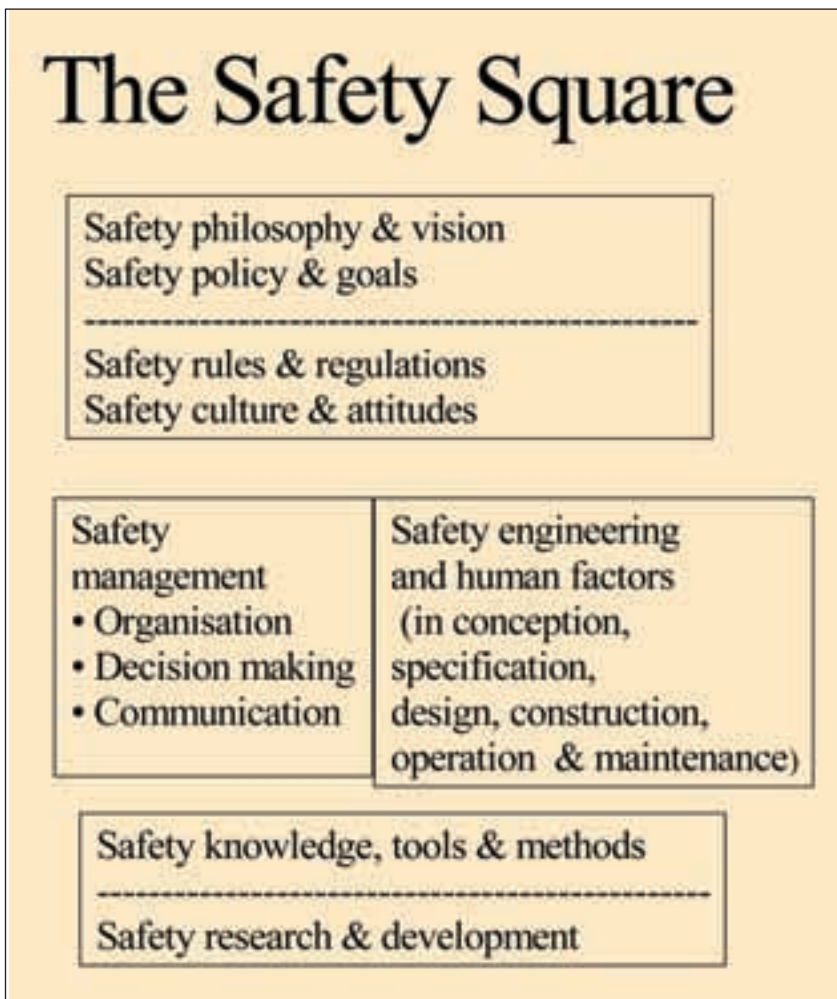 The Safety Square
Safety philosophy & vision
Safety policy & goals
------------------------------------------------
Safety rules & regulations
Safety culture & attitudes
Safety
management
• Organisation
• Decision making
• Communication
Safety engineering
and human factors
(in conception,
specification,
design, construction,
operation & maintenance)
Safety knowledge, tools & methods
------------------------------------------------
Safety research & development